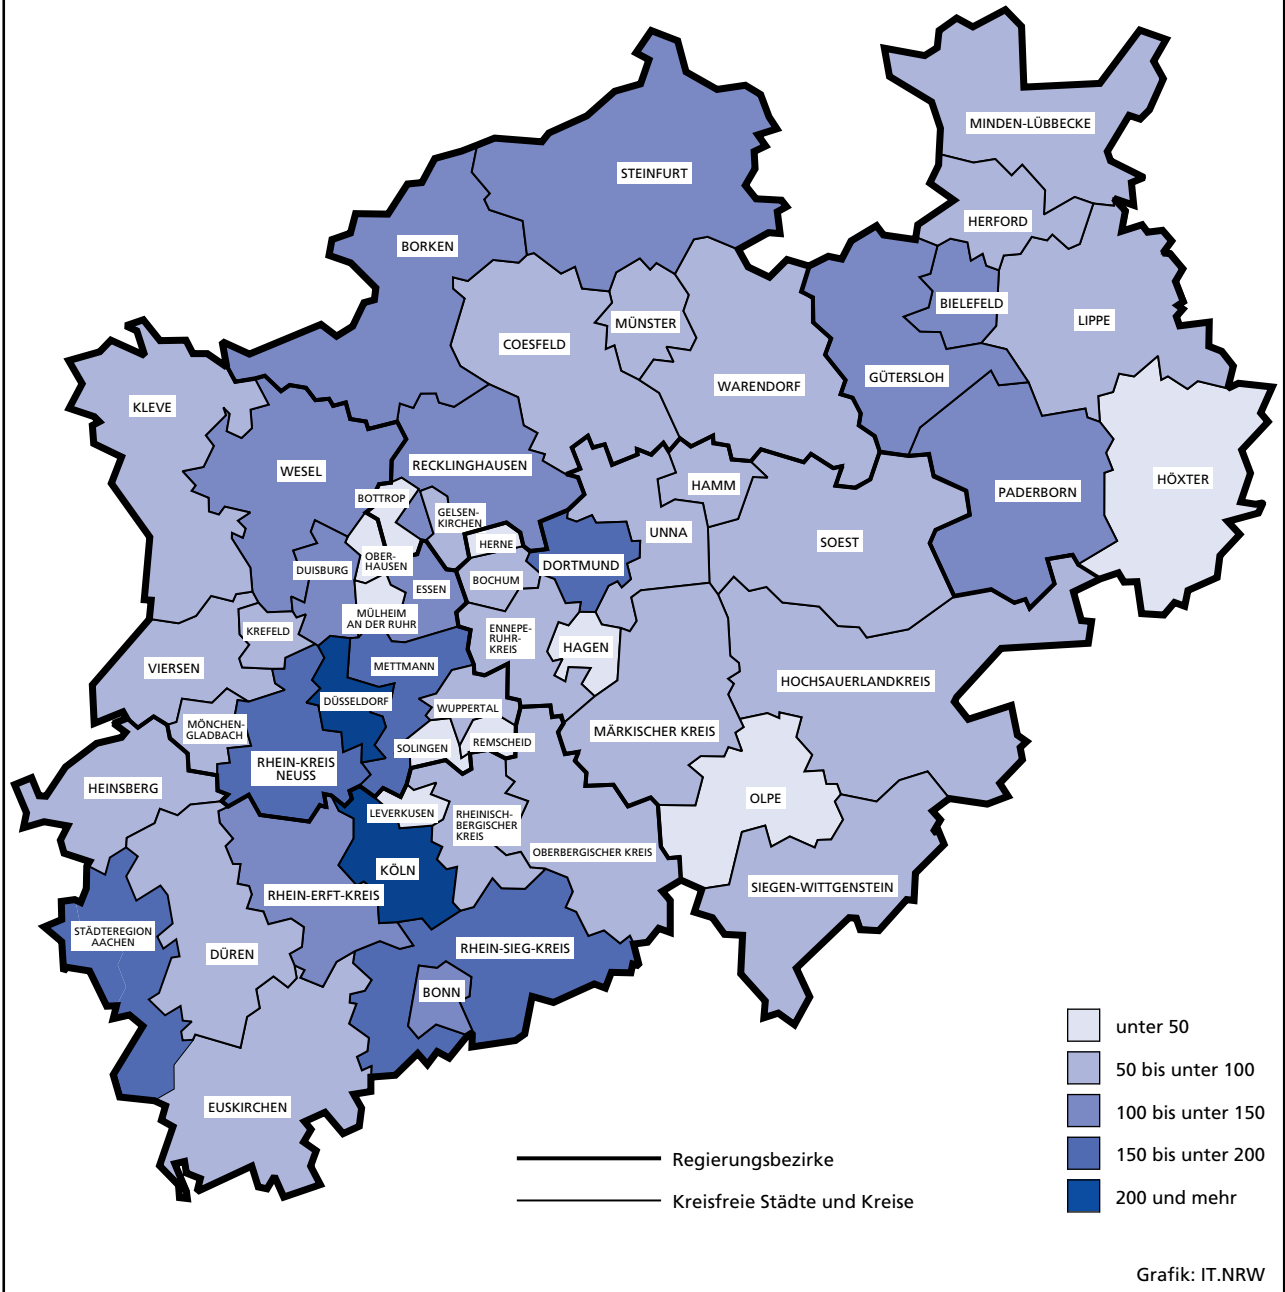 MINDEN-LÜBBECKE
STEINFURT
HERFORD
BORKEN
BIELEFELD
MÜNSTER
LIPPE
COESFELD
GÜTERSLOH
WARENDORF
KLEVE
RECKLINGHAUSEN
WESEL
HÖXTER
HAMM
PADERBORN
BOTTROP
GELSEN-
KIRCHEN
UNNA
SOEST
HERNE
OBER-
HAUSEN
DORTMUND
DUISBURG
BOCHUM
ESSEN
MÜLHEIM
AN DER RUHR
KREFELD
ENNEPE-
RUHR-
KREIS
HAGEN
VIERSEN
METTMANN
HOCHSAUERLANDKREIS
DÜSSELDORF
WUPPERTAL
MÖNCHEN-
GLADBACH
MÄRKISCHER KREIS
REMSCHEID
SOLINGEN
RHEIN-KREIS
NEUSS
HEINSBERG
OLPE
LEVERKUSEN
RHEINISCH-
BERGISCHER
KREIS
OBERBERGISCHER KREIS
KÖLN
SIEGEN-WITTGENSTEIN
RHEIN-ERFT-KREIS
STÄDTEREGION
AACHEN
RHEIN-SIEG-KREIS
DÜREN
BONN
EUSKIRCHEN
unter 50
50 bis unter 100
100 bis unter 150
150 bis unter 200
200 und mehr
Regierungsbezirke
Kreisfreie Städte und Kreise
Grafik: IT.NRW